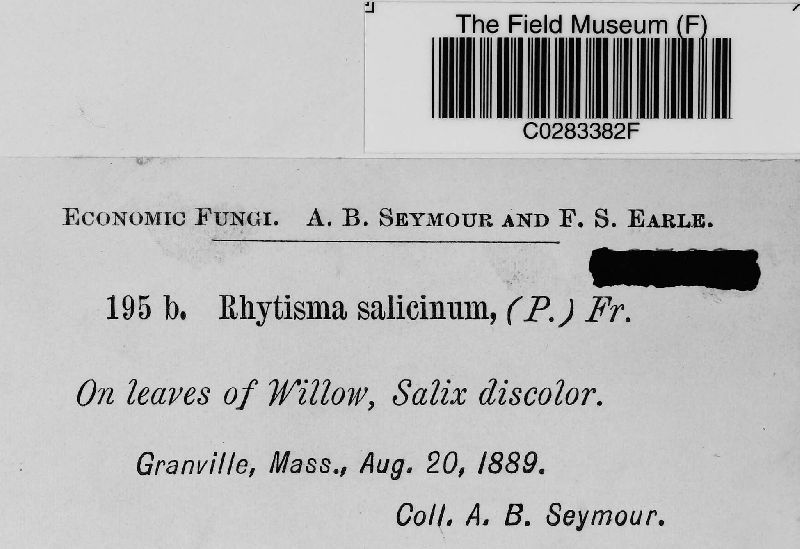 The Field Museum (F)
C0283382F
ECONOMIC FUNGI. A. B. SEYMOUR AND F. S. EARLE.
195 b. Rhytisma salicinum, (P.) Fr.
On leaves of Willow, Salix discolor.
Granville, Mass., Aug. 20, 1889.
Coll. A. B. Seymour.